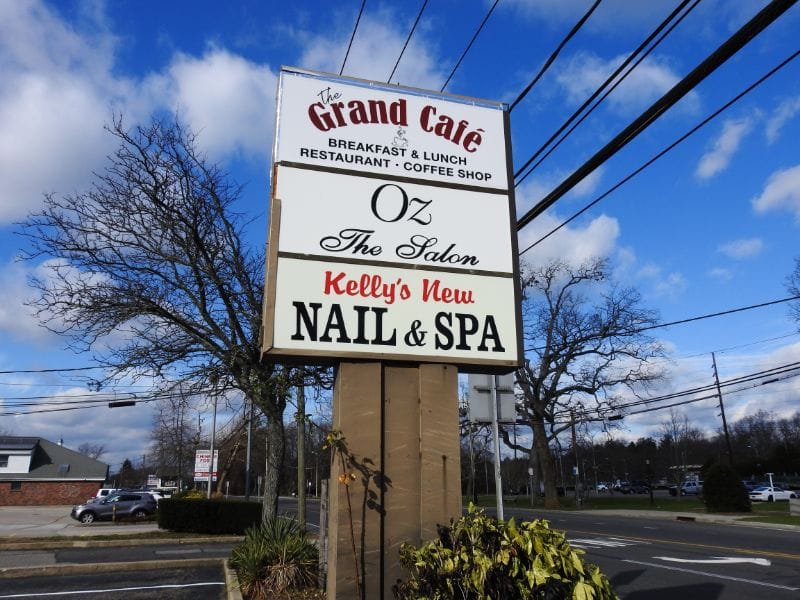 the
Grand Café
BREAKFAST & LUNCH
RESTAURANT · COFFEE SHOP
Oz
The Salon
Kelly's New
NAIL & SPA